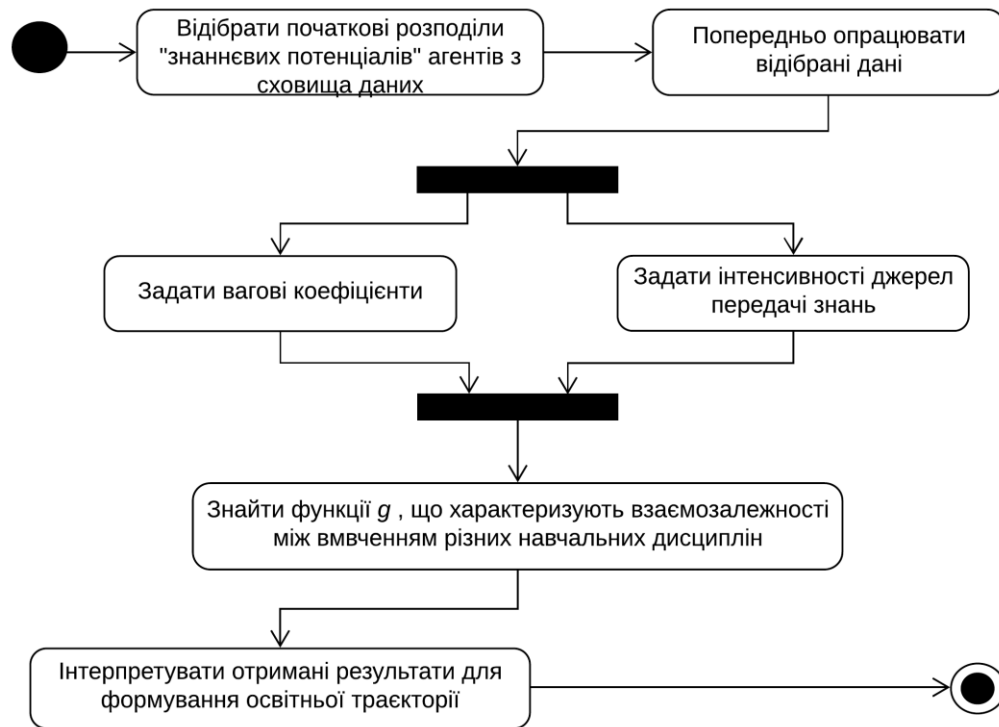 Відібрати початкові розподіли
"знаннєвих потенціалів" агентів з
сховища даних
Попередньо опрацювати
відібрані дані
Задати вагові коефіцієнти
Задати інтенсивності джерел
передачі знань
Знайти функції g , що характеризують взаємозалежності
між вмвченням різних навчальних дисциплін
Інтерпретувати отримані результати для
формування освітньої траєкторії